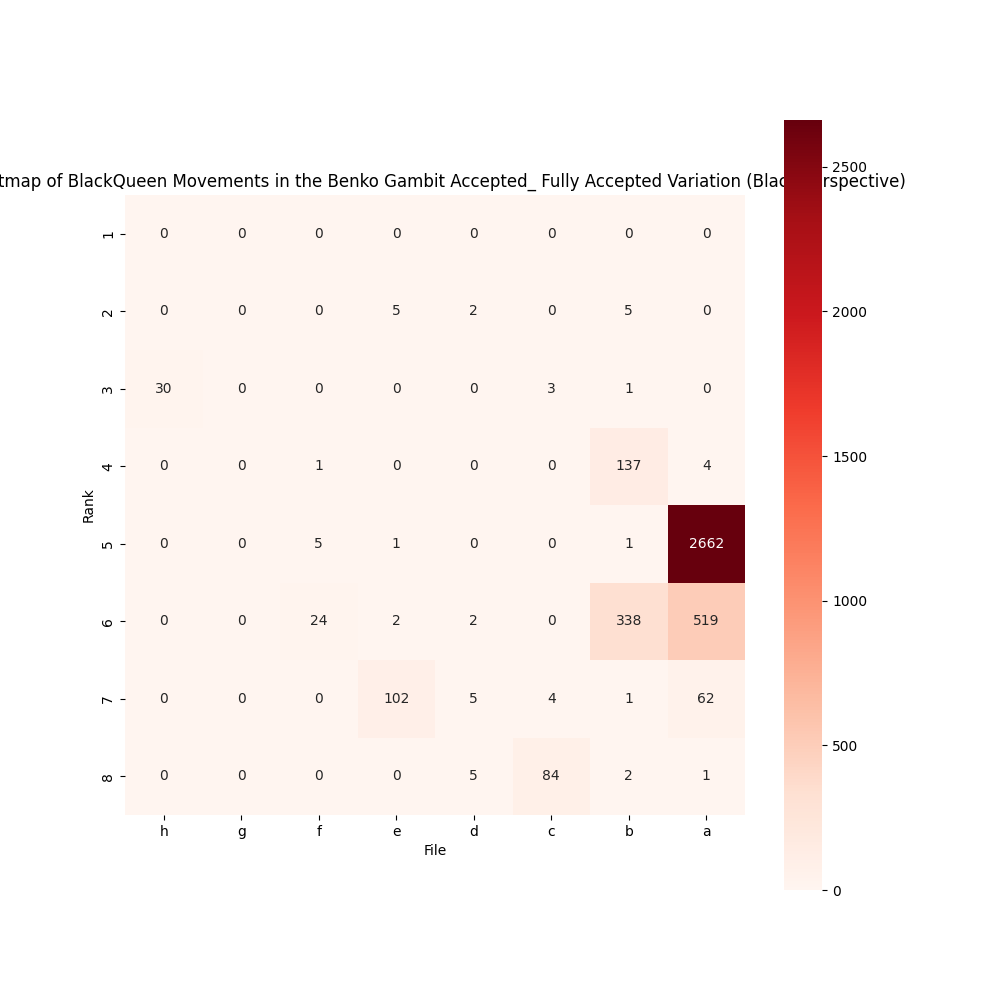 tmap of BlackQueen Movements in the Benko Gambit Accepted_ Fully Accepted Variation (Blac rspective)
2500
2000
1500
1000
500
0
Rank
1 0 0 0 0 0 0 0 0
2 0 0 0 5 2 0 5 0
3 30 0 0 0 0 3 1 0
4 0 0 1 0 0 0 137 4
5 0 0 5 1 0 0 1 2662
6 0 0 24 2 2 0 338 519
7 0 0 0 102 5 4 1 62
8 0 0 0 0 5 84 2 1
h g f e d c b a
File